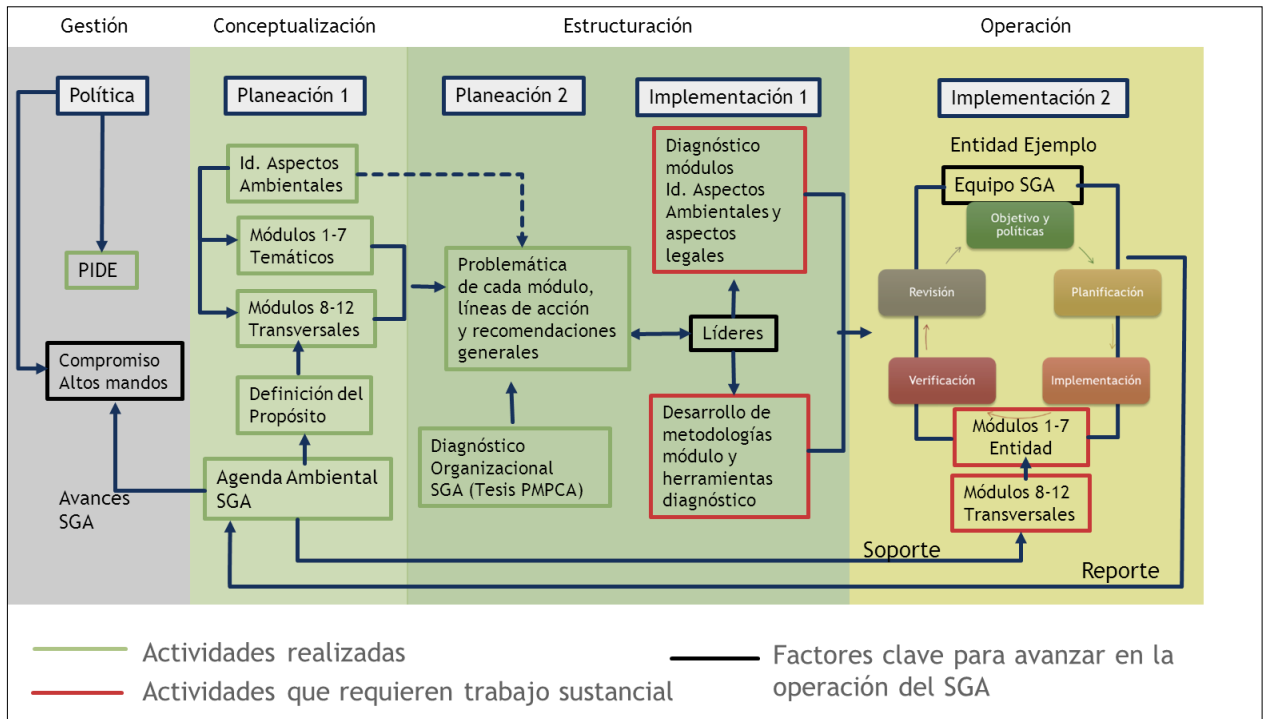 Gestión
Conceptualización
Estructuración
Operación
Política
PIDE
Compromiso
Altos mandos
Avances
SGA
Planeación 1
Id. Aspectos
Ambientales
Módulos 1-7
Temáticos
Módulos 8-12
Transversales
Definición del
Propósito
Agenda Ambiental
SGA
Planeación 2
Problemática
de cada módulo,
líneas de acción
y recomendaciones
generales
Diagnóstico
Organizacional
SGA (Tesis PMPCA)
Implementación 1
Diagnóstico
módulos
Id. Aspectos
Ambientales y
aspectos
legales
Líderes
Desarrollo de
metodologías
módulo y
herramientas
diagnóstico
Implementación 2
Entidad Ejemplo
Equipo SGA
Objetivo y
políticas
Revisión
Planificación
Verificación
Implementación
Módulos 1-7
Entidad
Módulos 8-12
Transversales
Soporte
Reporte
Actividades realizadas
Actividades que requieren trabajo sustancial
Factores clave para avanzar en la
operación del SGA